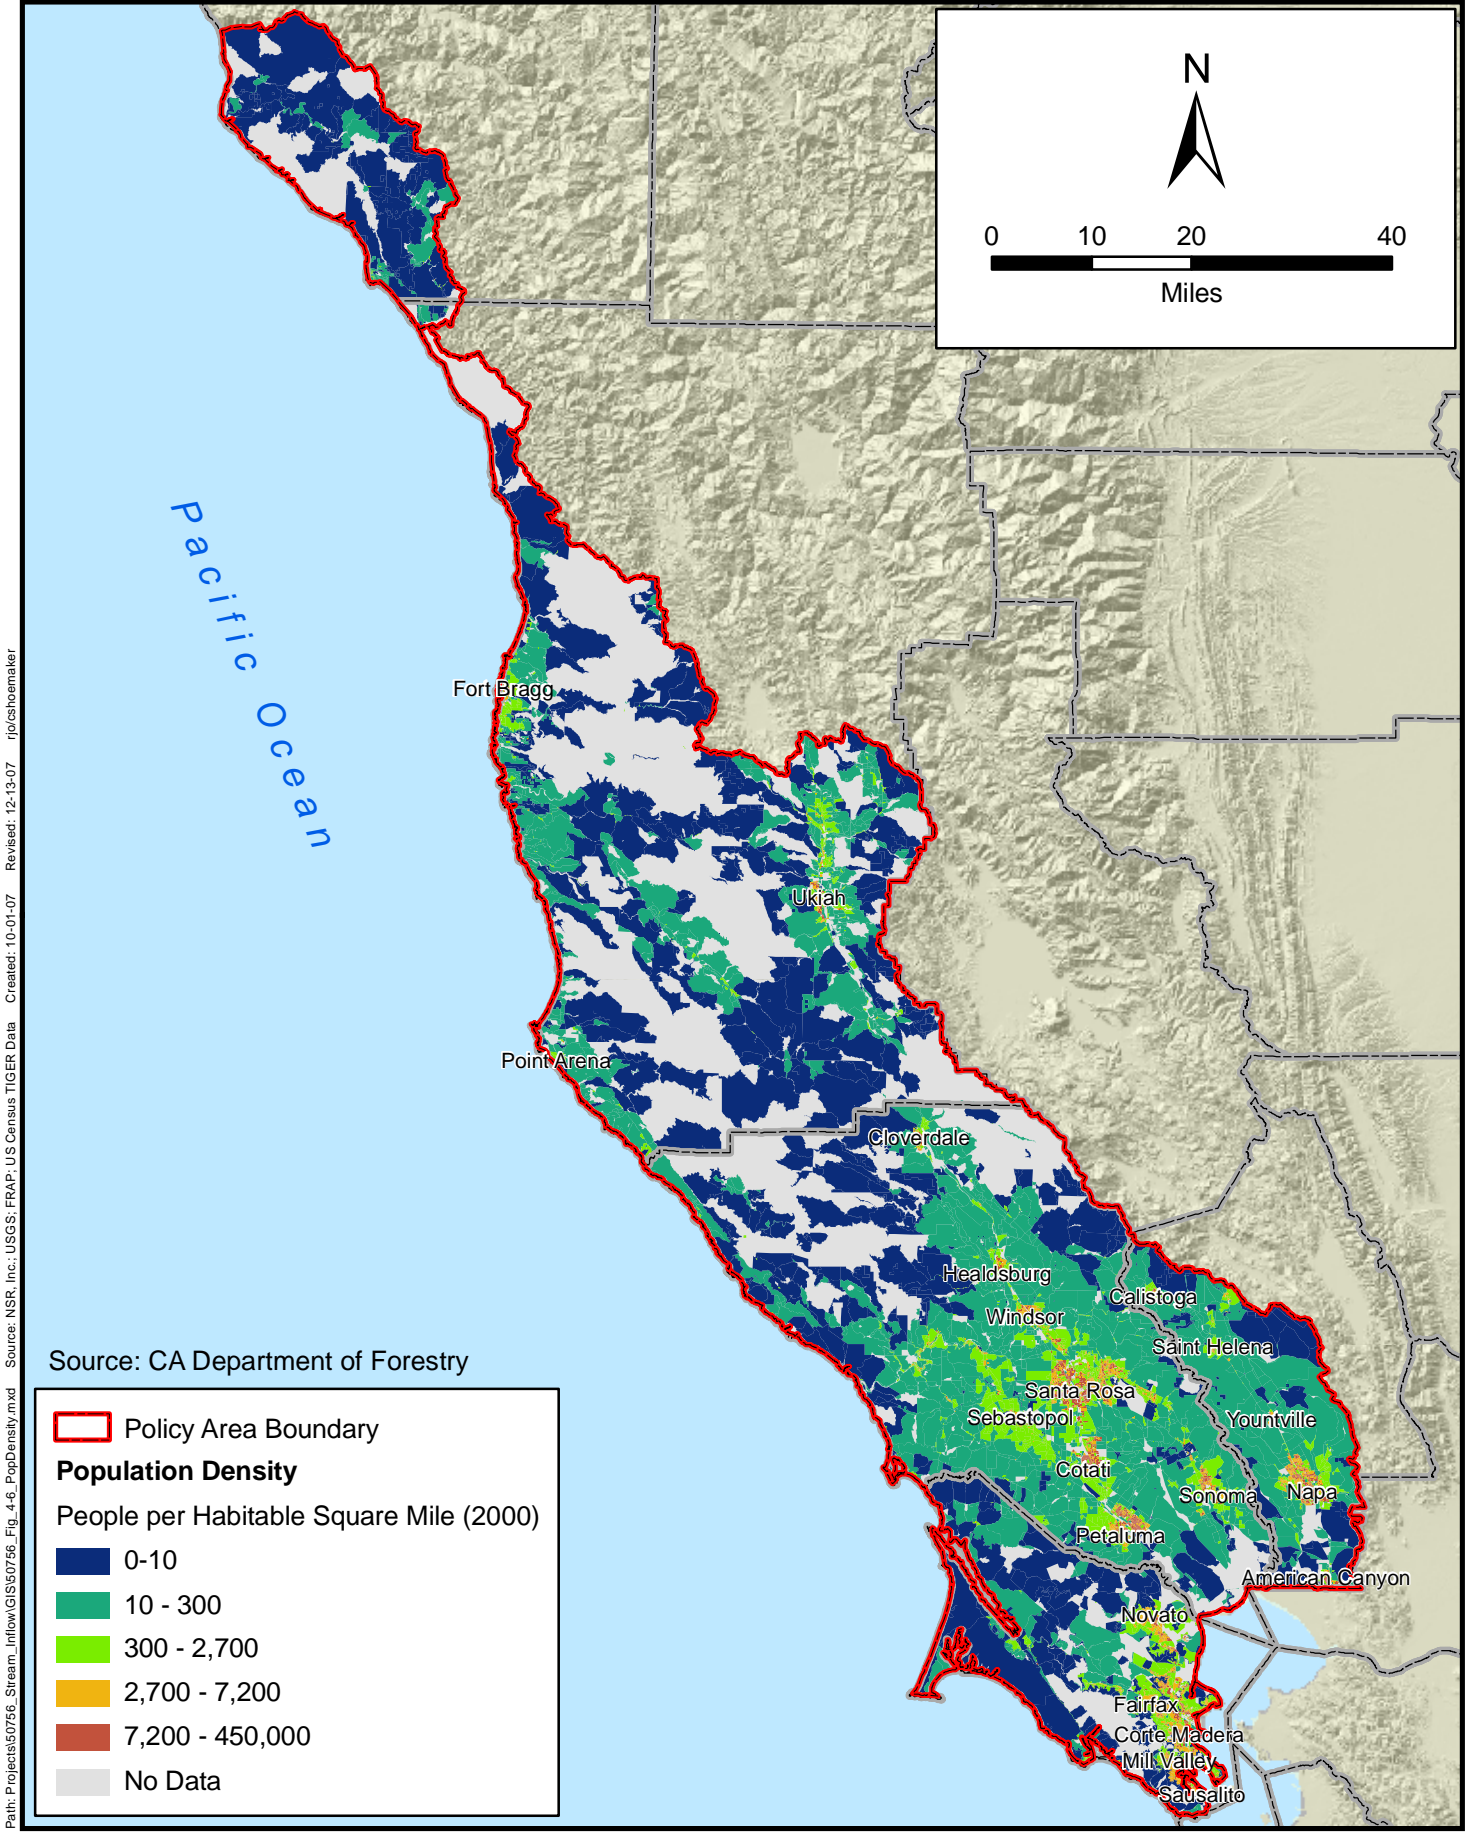 N
0 10 20 40
Miles
Pacific Ocean
Fort Bragg
Ukiah
Point Arena
Cloverdale
Healdsburg
Calistoga
Windsor
Saint Helena
Santa Rosa
Sebastopol
Yountville
Cotati
Sonoma
Napa
Petaluma
American Canyon
Novato
Fairfax
Corte Madera
Mill Valley
Sausalito
Source: CA Department of Forestry
Policy Area Boundary
Population Density
People per Habitable Square Mile (2000)
0-10
10 - 300
300 - 2,700
2,700 - 7,200
7,200 - 450,000
No Data
Path: Projects\50756_Stream_Inflow\GIS\50756_Fig_4-6_PopDensity.mxd Source: NSR, Inc.; USGS; FRAP; US Census TIGER Data Created: 10-01-07 Revised: 12-13-07 rjo/cshoemaker